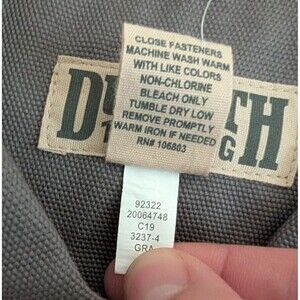 CLOSE FASTENERS
MACHINE WASH WARM
WITH LIKE COLORS
NON-CHLORINE
BLEACH ONLY
TUMBLE DRY LOW
REMOVE PROMPTLY
WARM IRON IF NEEDED
RN# 106803
92322
20064748
C19
3237-4
GRA